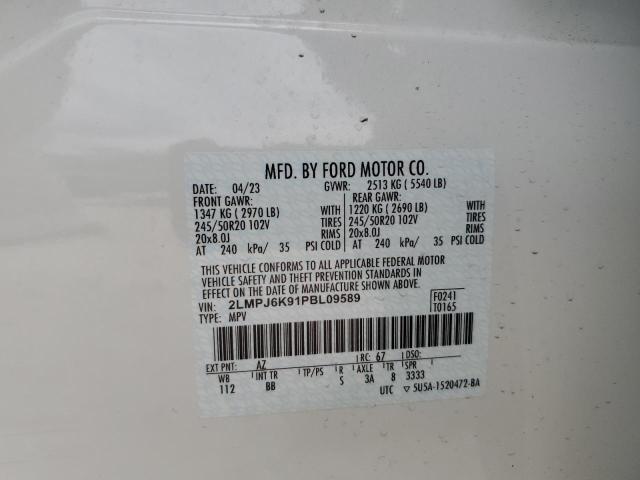 MFD. BY FORD MOTOR CO.
DATE: 04/23 GVWR: 2513 KG ( 5540 LB)
FRONT GAWR: REAR GAWR:
1347 KG ( 2970 LB) WITH 1220 KG ( 2690 LB) WITH
245/50R20 102V TIRES 245/50R20 102V TIRES
20x8.0J RIMS 20x8.0J RIMS
AT 240 kPa/ 35 PSI COLD AT 240 kPa/ 35 PSI COLD
THIS VEHICLE CONFORMS TO ALL APPLICABLE FEDERAL MOTOR
VEHICLE SAFETY AND THEFT PREVENTION STANDARDS IN
EFFECT ON THE DATE OF MANUFACTURE SHOWN ABOVE.
VIN: 2LMPJ6K91PBL09589 F0241
TYPE: MPV T0165
EXT PNT: AZ RC: 67
WB INT TR TP/PS R AXLE TR SPR
112 BB S 3A 8 3333
UTC ▽ 5U5A-1520472-BA